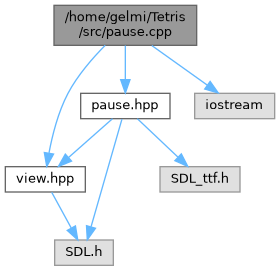 /home/gelmi/Tetris
/src/pause.cpp
pause.hpp
iostream
view.hpp
SDL_ttf.h
SDL.h